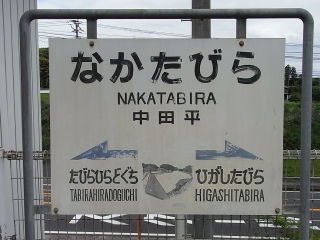 なかたびら
NAKATABIRA
中田平
たびらひらどぐち ひがしたびら
TABIRAHIRADOGUCHI HIGASHITABIRA